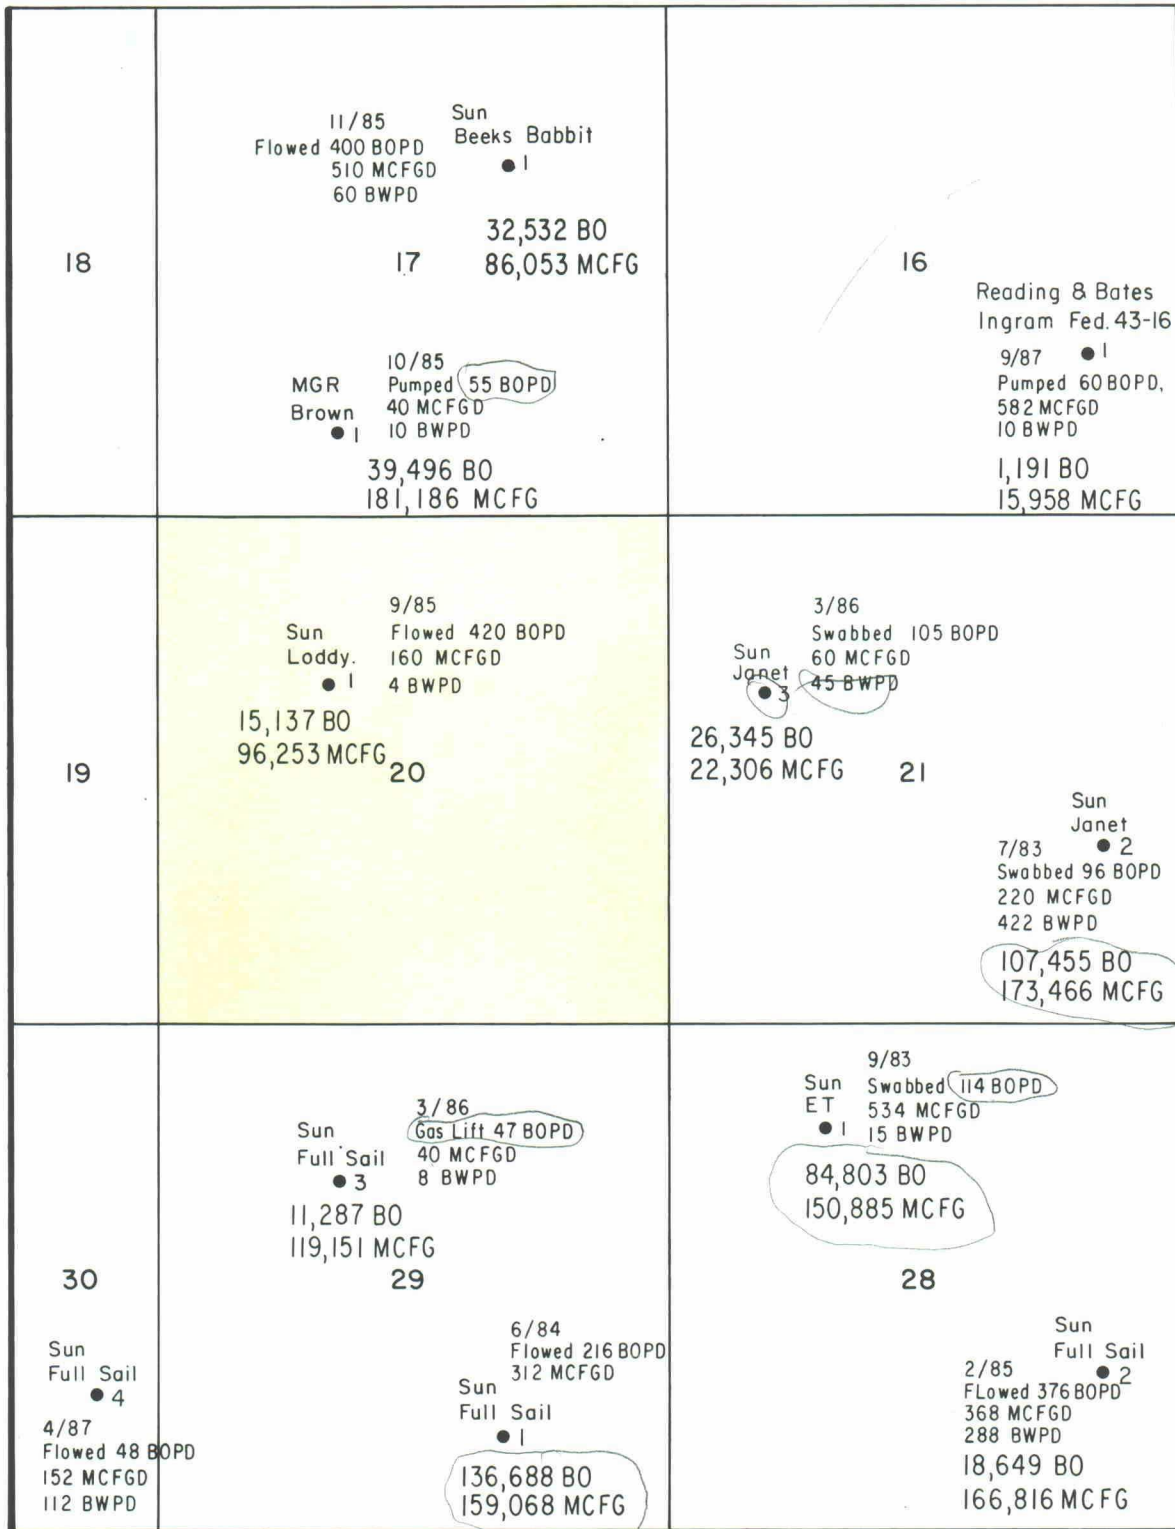 18
11/85
Flowed 400 BOPD
510 MCFGD
60 BWPD
Sun
Beeks Babbit
1
32,532 BO
86,053 MCFG
17
MGR
Brown
1
10/85
Pumped 55 BOPD
40 MCFGD
10 BWPD
39,496 BO
181,186 MCFG
16
Reading & Bates
Ingram Fed. 43-16
1
9/87
Pumped 60 BOPD,
582 MCFGD
10 BWPD
1,191 BO
15,958 MCFG
19
Sun
Loddy.
1
9/85
Flowed 420 BOPD
160 MCFGD
4 BWPD
15,137 BO
96,253 MCFG
20
Sun
Janet
3
3/86
Swabbed 105 BOPD
60 MCFGD
45 BWPD
26,345 BO
22,306 MCFG
21
Sun
Janet
2
7/83
Swabbed 96 BOPD
220 MCFGD
422 BWPD
107,455 BO
173,466 MCFG
30
Sun
Full Sail
4
4/87
Flowed 48 BOPD
152 MCFGD
112 BWPD
Sun
Full Sail
3
3/86
Gas Lift 47 BOPD
40 MCFGD
8 BWPD
11,287 BO
119,151 MCFG
29
6/84
Flowed 216 BOPD
312 MCFGD
Sun
Full Sail
1
136,688 BO
159,068 MCFG
Sun
ET
1
9/83
Swabbed 114 BOPD
534 MCFGD
15 BWPD
84,803 BO
150,885 MCFG
28
Sun
Full Sail
2
2/85
FLowed 376 BOPD
368 MCFGD
288 BWPD
18,649 BO
166,816 MCFG